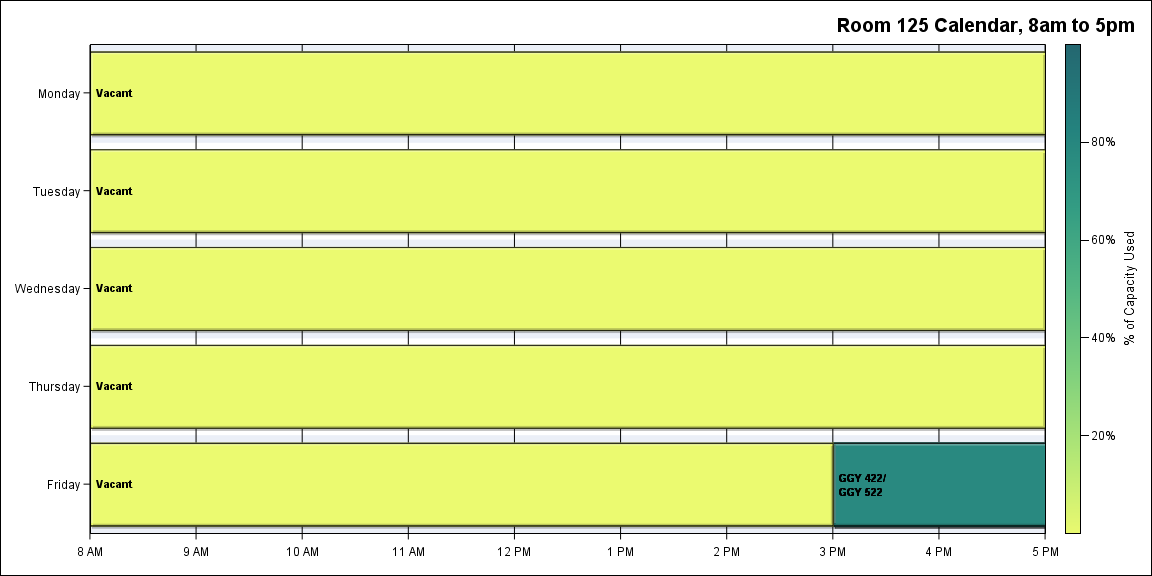 Room 125 Calendar, 8am to 5pm
Monday
Vacant
Tuesday
Vacant
Wednesday
Vacant
Thursday
Vacant
Friday
Vacant
GGY 422/
GGY 522
8 AM 9 AM 10 AM 11 AM 12 PM 1 PM 2 PM 3 PM 4 PM 5 PM
80%
60%
40%
20%
% of Capacity Used